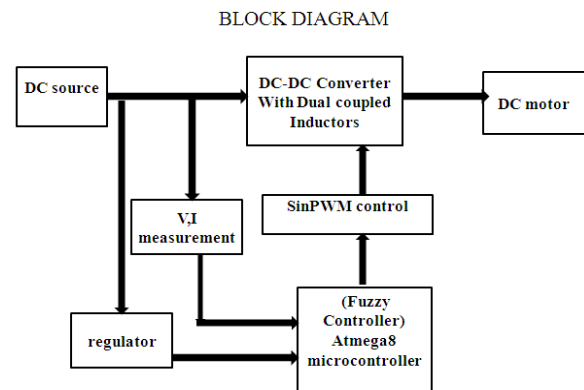 BLOCK DIAGRAM
DC source
DC-DC Converter
With Dual coupled
Inductors
DC motor
V,I
measurement
SinPWM control
regulator
(Fuzzy
Controller)
Atmega8
microcontroller